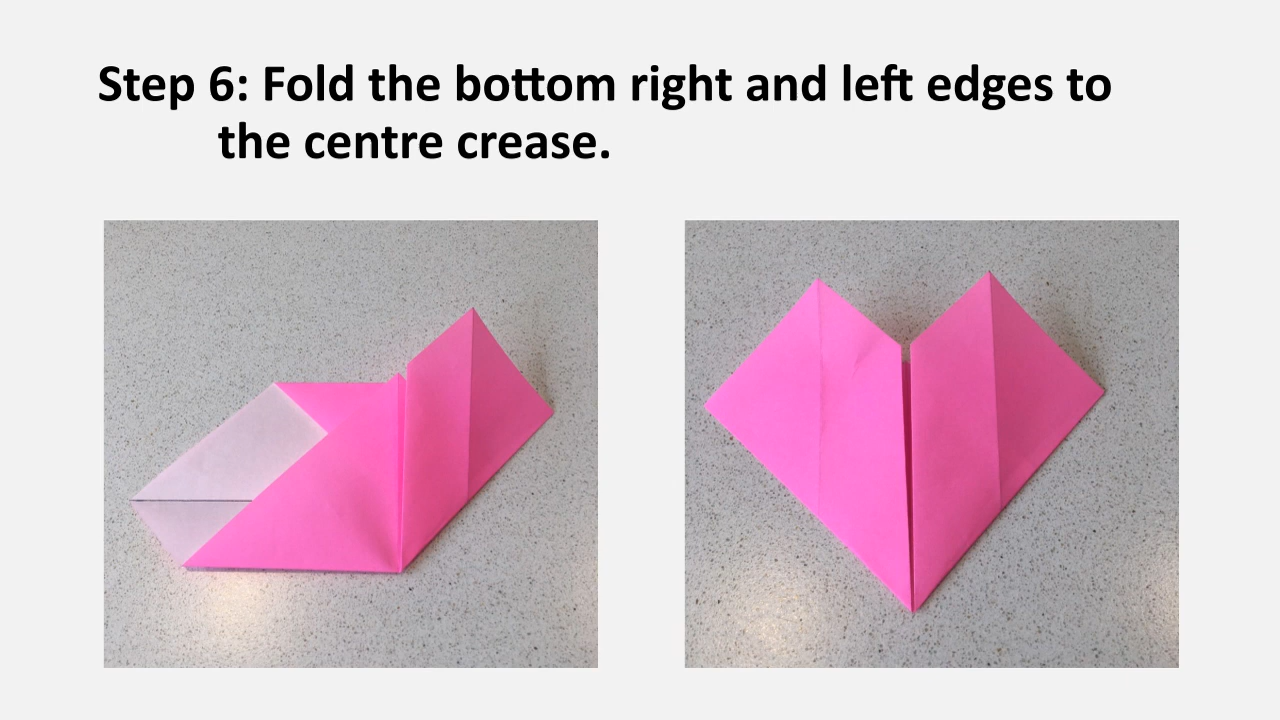 Step 6: Fold the bottom right and left edges to
the centre crease.